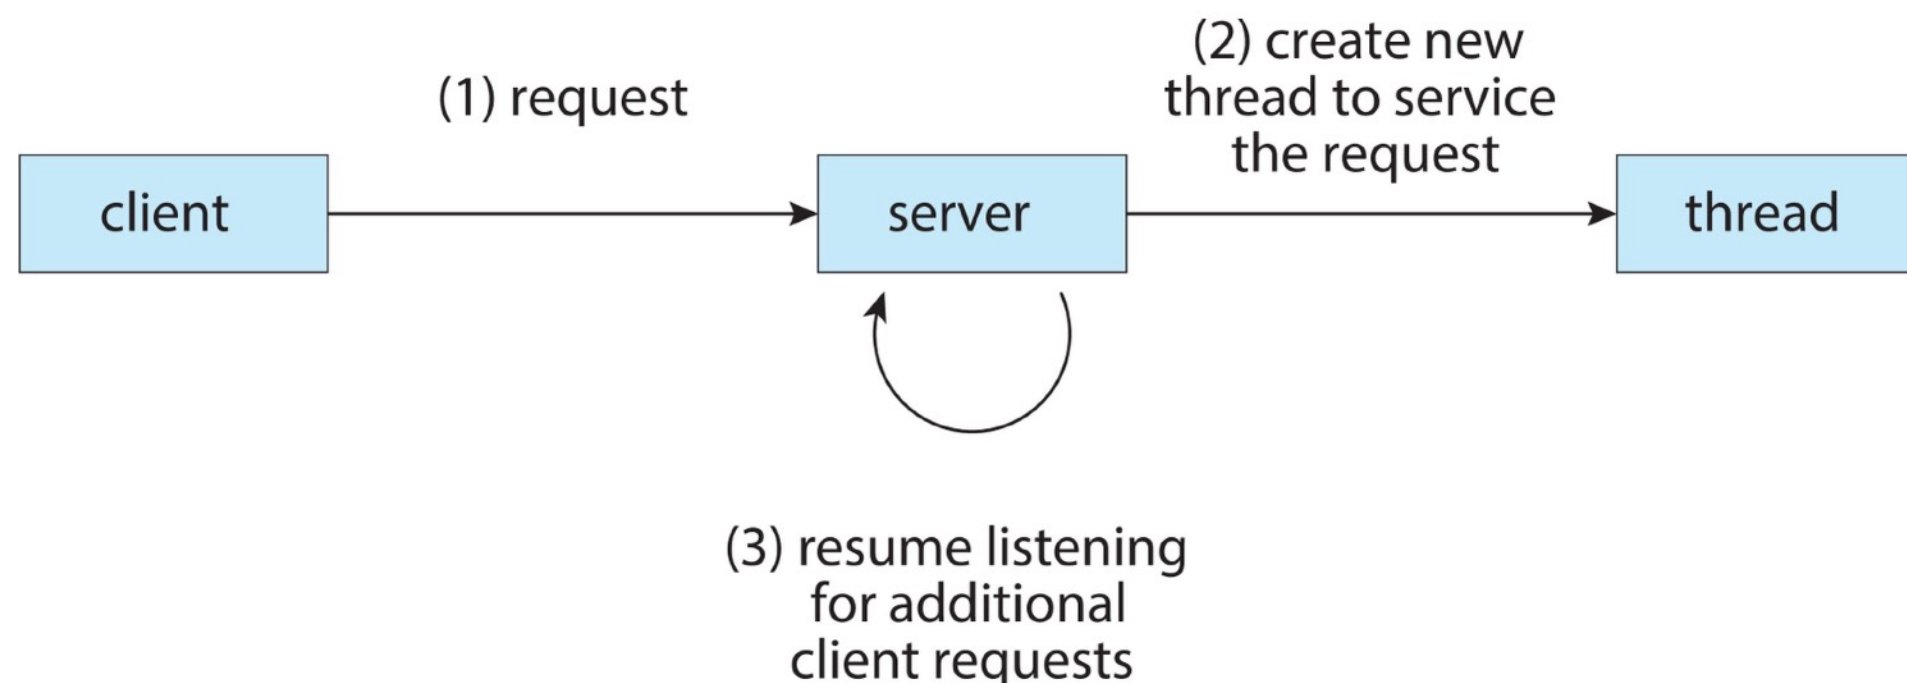 (1) request
(2) create new
thread to service
the request
client
server
thread
(3) resume listening
for additional
client requests